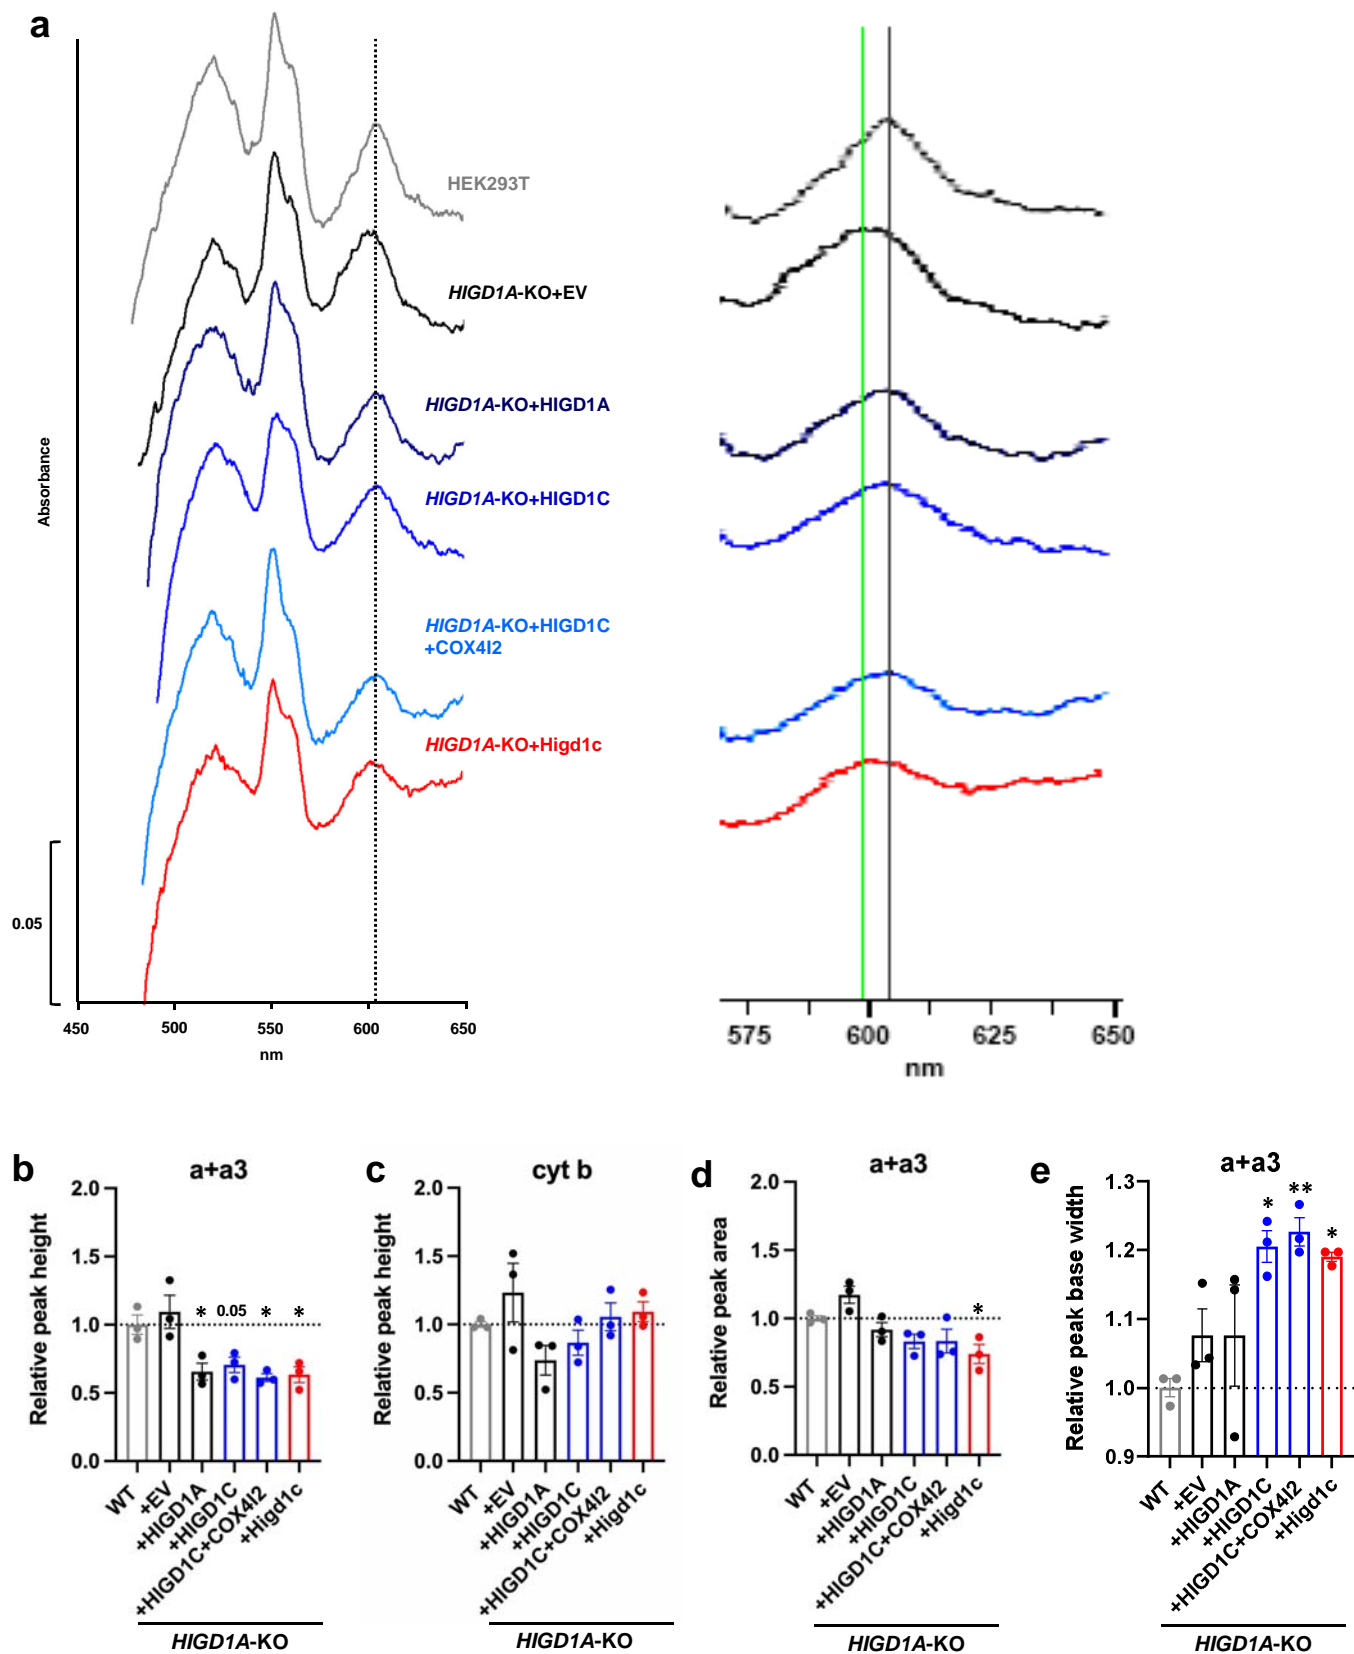 a
HEK293T
HIGD1A-KO+EV
HIGD1A-KO+HIGD1A
HIGD1A-KO+HIGD1C
HIGD1A-KO+HIGD1C
+COX4I2
HIGD1A-KO+Higd1c
Absorbance
0.05
450 500 550 600 650
nm
575 600 625 650
nm
b
a+a3
Relative peak height
2.0
1.5
1.0
0.5
0.0
* 0.05 * *
WT
+EV
+HIGD1A
+HIGD1C
+HIGD1C+COX4I2
+Higd1c
HIGD1A-KO
c
cyt b
Relative peak height
2.0
1.5
1.0
0.5
0.0
WT
+EV
+HIGD1A
+HIGD1C
+HIGD1C+COX4I2
+Higd1c
HIGD1A-KO
d
a+a3
Relative peak area
2.0
1.5
1.0
0.5
0.0
*
WT
+EV
+HIGD1A
+HIGD1C
+HIGD1C+COX4I2
+Higd1c
HIGD1A-KO
e
a+a3
Relative peak base width
1.3
1.2
1.1
1.0
0.9
* ** *
WT
+EV
+HIGD1A
+HIGD1C
+HIGD1C+COX4I2
+Higd1c
HIGD1A-KO